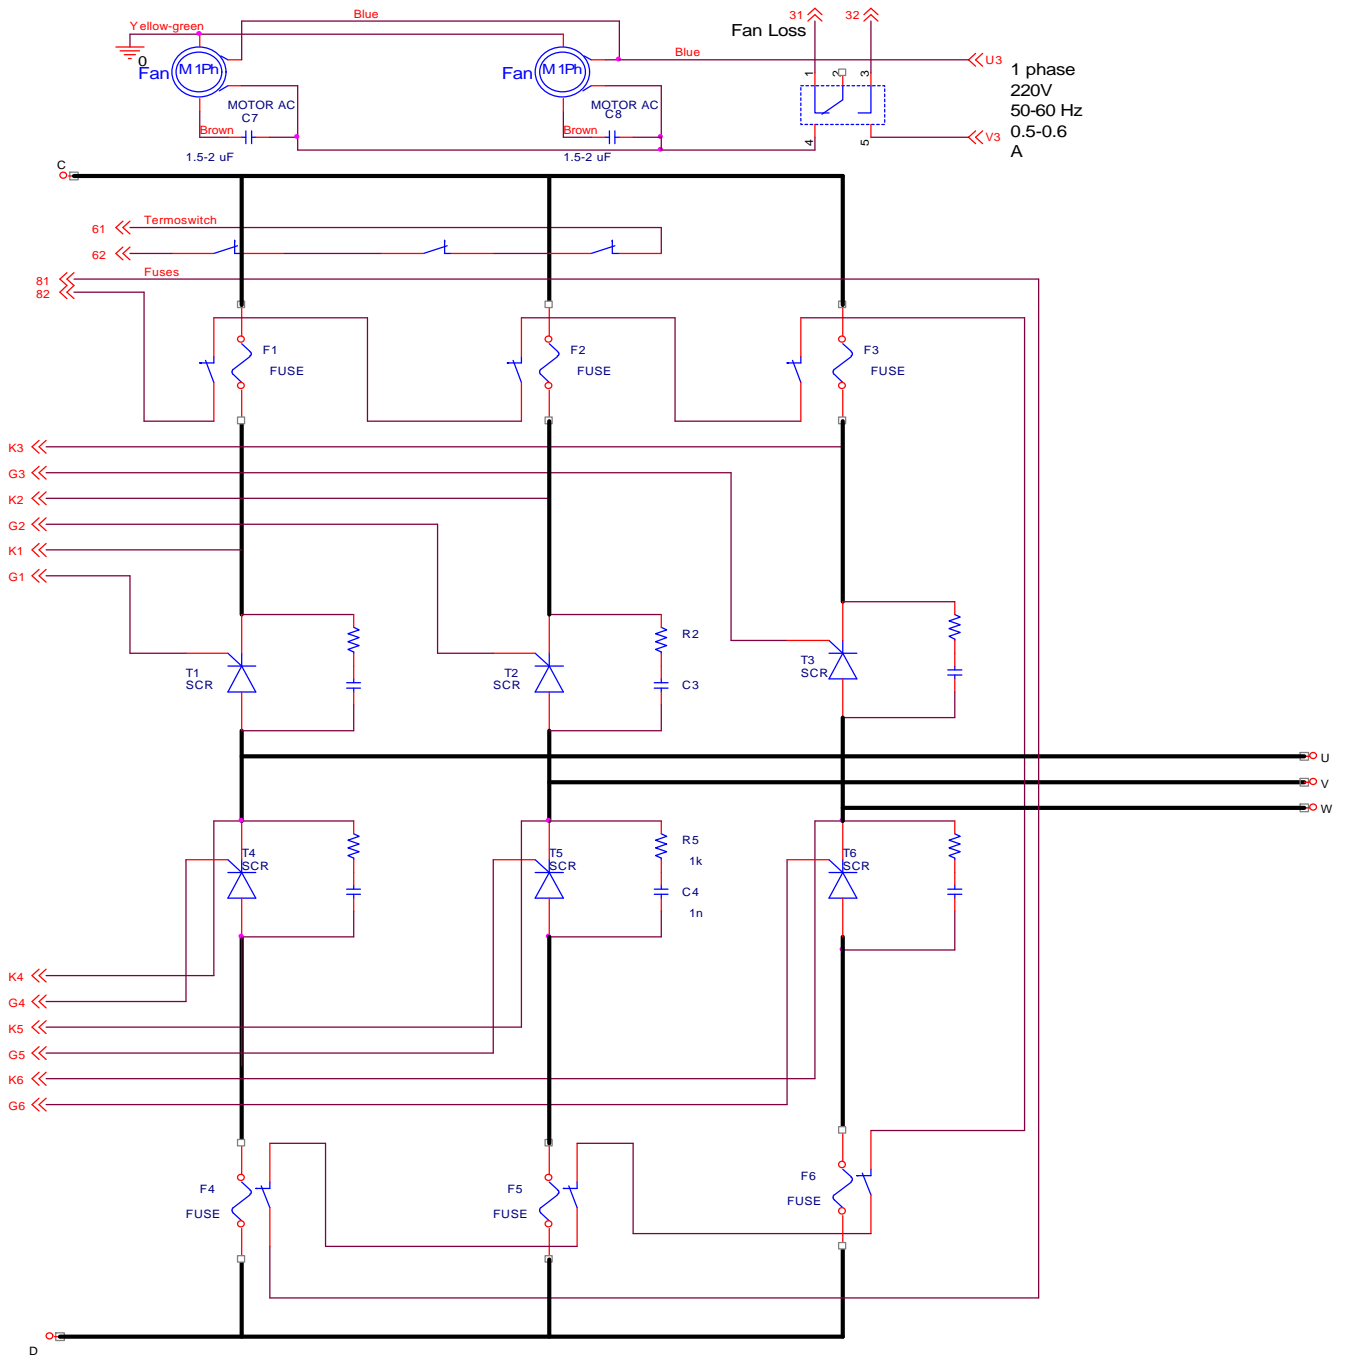 Blue
31
32
Yellow-green
Fan Loss
0
Fan
M 1Ph
Fan
M 1Ph
Blue
U3
1 phase
220V
50-60 Hz
0.5-0.6
A
1
2
3
MOTOR AC
C7
MOTOR AC
C8
Brown
Brown
4
5
V3
1.5-2 uF
1.5-2 uF
C
61
Termoswitch
62
81
Fuses
82
F1
FUSE
F2
FUSE
F3
FUSE
K3
G3
K2
G2
K1
G1
T1
SCR
T2
SCR
R2
C3
T3
SCR
U
V
W
T4
SCR
T5
SCR
R5
1k
C4
1n
T6
SCR
K4
G4
K5
G5
K6
G6
F4
FUSE
F5
FUSE
F6
FUSE
D